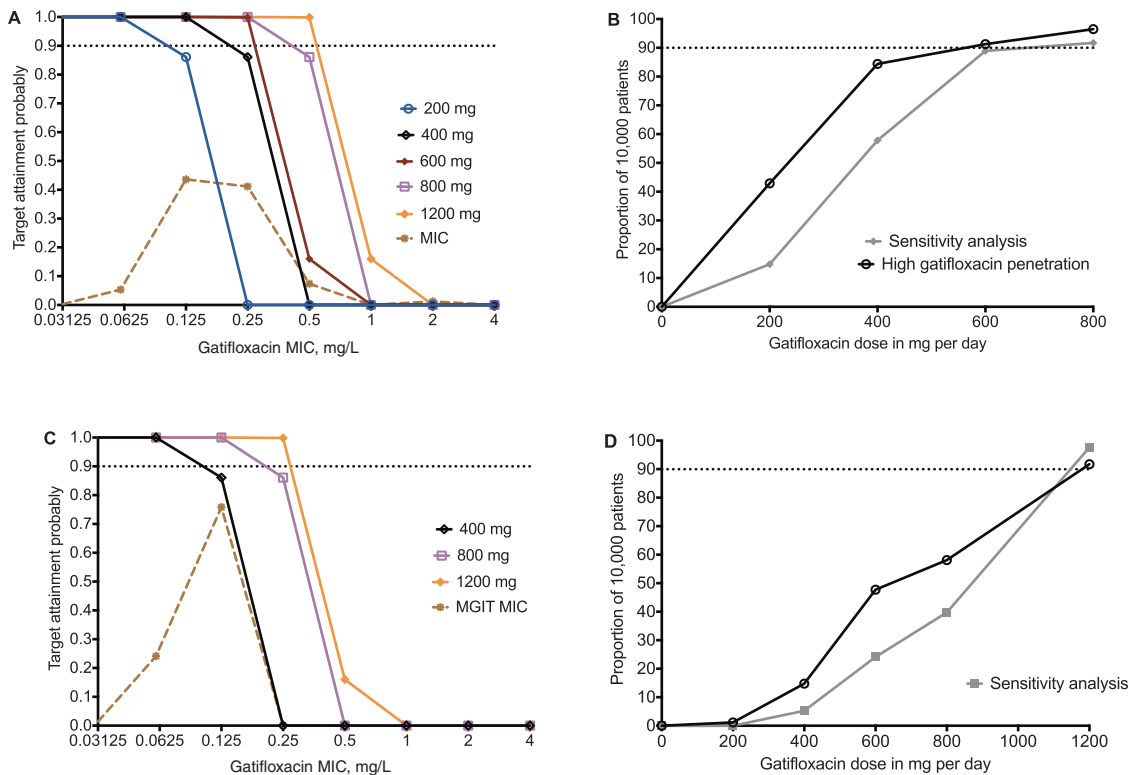 A
1.0
0.9
0.8
0.7
0.6
0.5
0.4
0.3
0.2
0.1
0.0
Target attainment probably
0.03125 0.0625 0.125 0.25 0.5 1 2 4
Gatifloxacin MIC, mg/L
200 mg
400 mg
600 mg
800 mg
1200 mg
MIC
B
100
90
80
70
60
50
40
30
20
10
0
Proportion of 10,000 patients
0 200 400 600 800
Gatifloxacin dose in mg per day
Sensitivity analysis
High gatifloxacin penetration
C
1.0
0.9
0.8
0.7
0.6
0.5
0.4
0.3
0.2
0.1
0.0
Target attainment probably
0.03125 0.0625 0.125 0.25 0.5 1 2 4
Gatifloxacin MIC, mg/L
400 mg
800 mg
1200 mg
MGIT MIC
D
100
90
80
70
60
50
40
30
20
10
0
Proportion of 10,000 patients
0 200 400 600 800 1000 1200
Gatifloxacin dose in mg per day
Sensitivity analysis